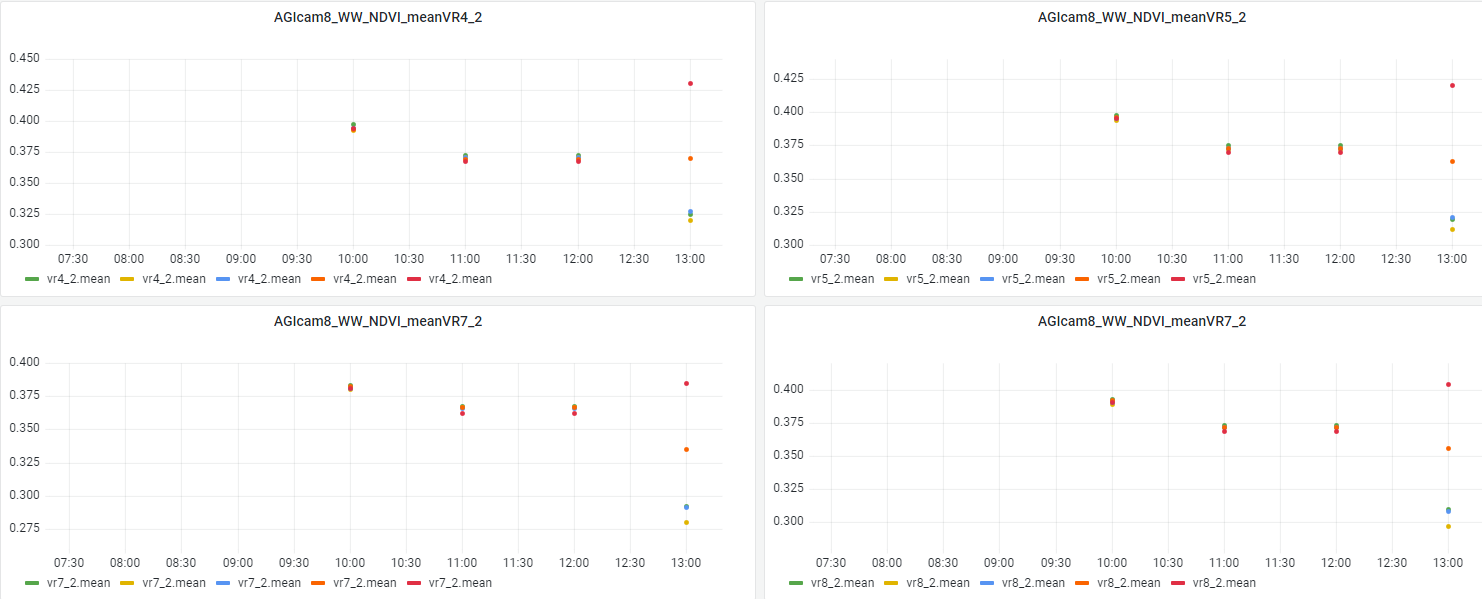 AGIcam8_WW_NDVI_meanVR4_2
0.450
0.425
0.400
0.375
0.350
0.325
0.300
07:30 08:00 08:30 09:00 09:30 10:00 10:30 11:00 11:30 12:00 12:30 13:00
vr4_2.mean vr4_2.mean vr4_2.mean vr4_2.mean vr4_2.mean
AGIcam8_WW_NDVI_meanVR5_2
0.425
0.400
0.375
0.350
0.325
0.300
07:30 08:00 08:30 09:00 09:30 10:00 10:30 11:00 11:30 12:00 12:30 13:00
vr5_2.mean vr5_2.mean vr5_2.mean vr5_2.mean vr5_2.mean
AGIcam8_WW_NDVI_meanVR7_2
0.400
0.375
0.350
0.325
0.300
0.275
07:30 08:00 08:30 09:00 09:30 10:00 10:30 11:00 11:30 12:00 12:30 13:00
vr7_2.mean vr7_2.mean vr7_2.mean vr7_2.mean vr7_2.mean
AGIcam8_WW_NDVI_meanVR7_2
0.400
0.375
0.350
0.325
0.300
07:30 08:00 08:30 09:00 09:30 10:00 10:30 11:00 11:30 12:00 12:30 13:00
vr8_2.mean vr8_2.mean vr8_2.mean vr8_2.mean vr8_2.mean